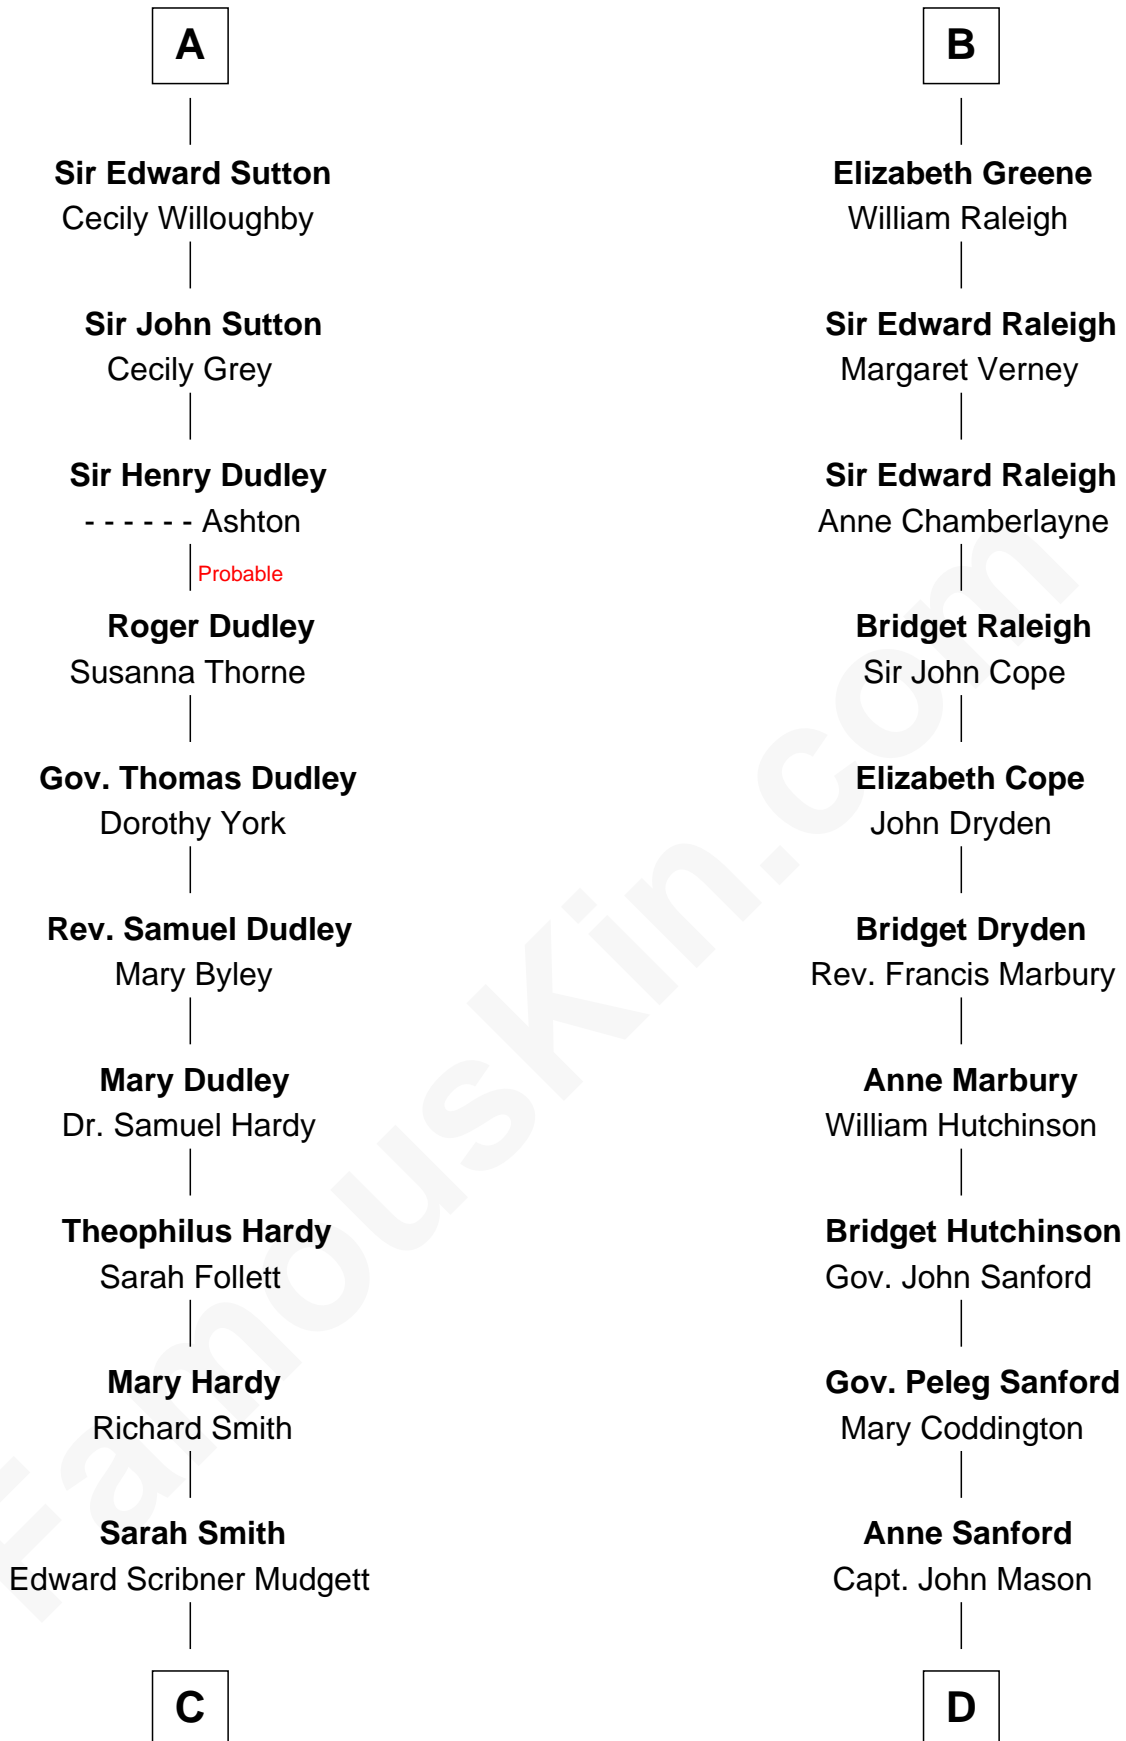 A
Sir Edward Sutton
Cecily Willoughby
Sir John Sutton
Cecily Grey
Sir Henry Dudley
- - - - - - Ashton
Probable
Roger Dudley
Susanna Thorne
Gov. Thomas Dudley
Dorothy York
Rev. Samuel Dudley
Mary Byley
Mary Dudley
Dr. Samuel Hardy
Theophilus Hardy
Sarah Follett
Mary Hardy
Richard Smith
Sarah Smith
Edward Scribner Mudgett
C
B
Elizabeth Greene
William Raleigh
Sir Edward Raleigh
Margaret Verney
Sir Edward Raleigh
Anne Chamberlayne
Bridget Raleigh
Sir John Cope
Elizabeth Cope
John Dryden
Bridget Dryden
Rev. Francis Marbury
Anne Marbury
William Hutchinson
Bridget Hutchinson
Gov. John Sanford
Gov. Peleg Sanford
Mary Coddington
Anne Sanford
Capt. John Mason
D
FamousKin.com